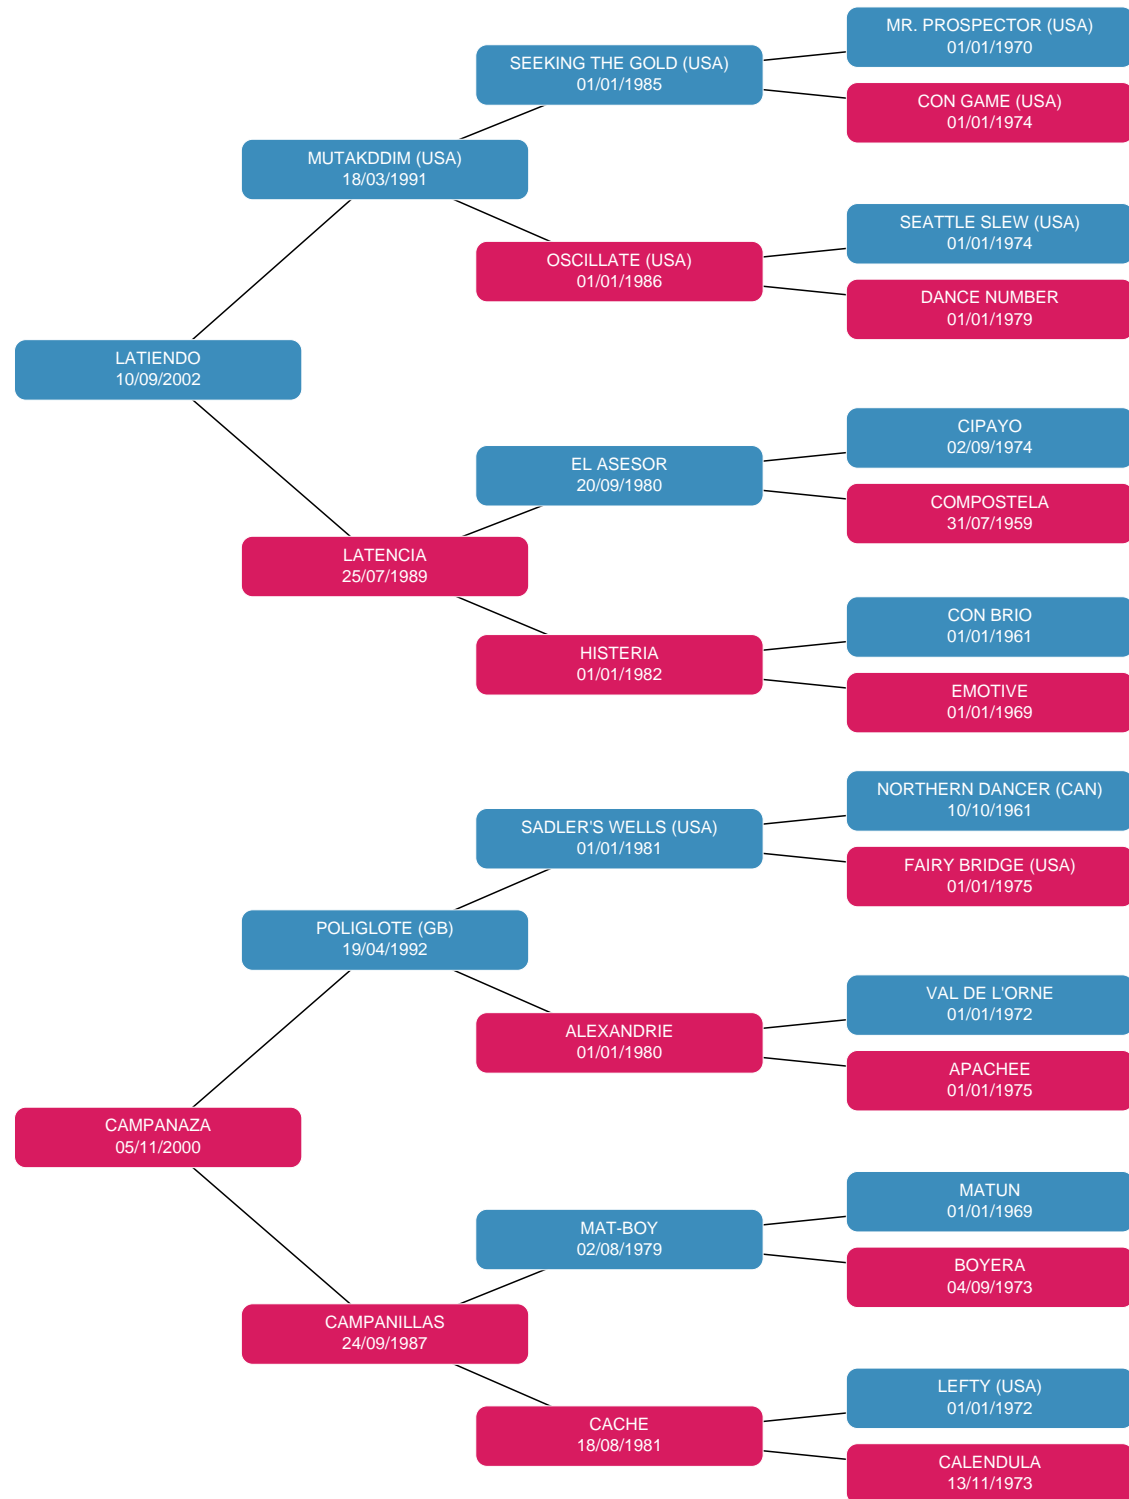 MR. PROSPECTOR (USA)
01/01/1970
SEEKING THE GOLD (USA)
01/01/1985
CON GAME (USA)
01/01/1974
MUTAKDDIM (USA)
18/03/1991
SEATTLE SLEW (USA)
01/01/1974
OSCILLATE (USA)
01/01/1986
DANCE NUMBER
01/01/1979
LATIENDO
10/09/2002
CIPAYO
02/09/1974
EL ASESOR
20/09/1980
COMPOSTELA
31/07/1959
LATENCIA
25/07/1989
CON BRIO
01/01/1961
HISTERIA
01/01/1982
EMOTIVE
01/01/1969
NORTHERN DANCER (CAN)
10/10/1961
SADLER'S WELLS (USA)
01/01/1981
FAIRY BRIDGE (USA)
01/01/1975
POLIGLOTE (GB)
19/04/1992
VAL DE L'ORNE
01/01/1972
ALEXANDRIE
01/01/1980
APACHEE
01/01/1975
CAMPANAZA
05/11/2000
MATUN
01/01/1969
MAT-BOY
02/08/1979
BOYERA
04/09/1973
CAMPANILLAS
24/09/1987
LEFTY (USA)
01/01/1972
CACHE
18/08/1981
CALENDULA
13/11/1973